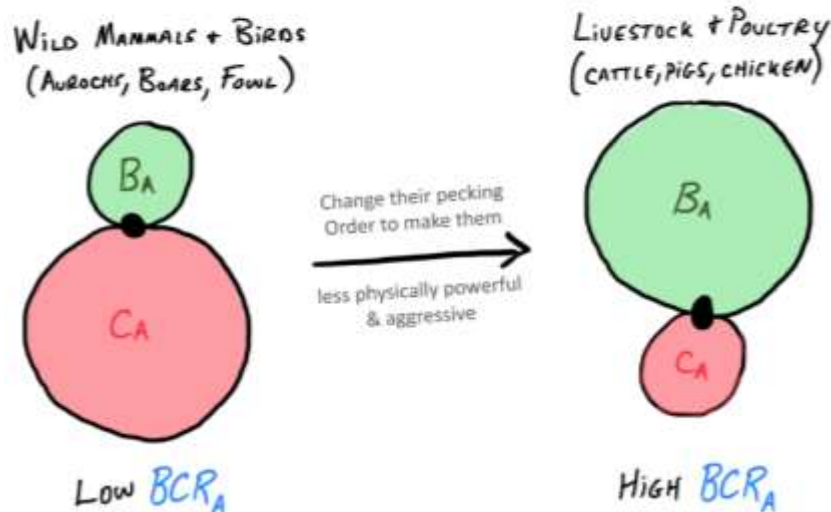 WILD MAMMALS + BIRDS
(AUROCHS, BOARS, FOWL)
BA
CA
LOW BCRA
Change their pecking
Order to make them
less physically powerful
& aggressive
LIVESTOCK + POULTRY
(CATTLE, PIGS, CHICKEN)
BA
CA
HIGH BCRA